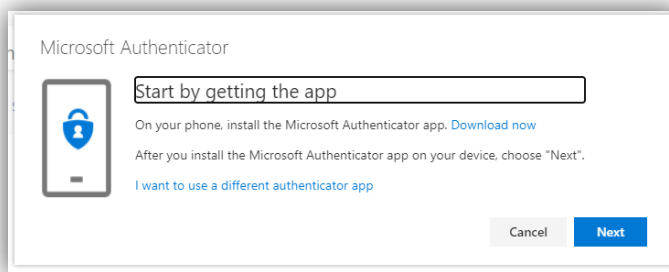 Microsoft Authenticator
Start by getting the app
On your phone, install the Microsoft Authenticator app. Download now
After you install the Microsoft Authenticator app on your device, choose "Next".
I want to use a different authenticator app
Cancel Next